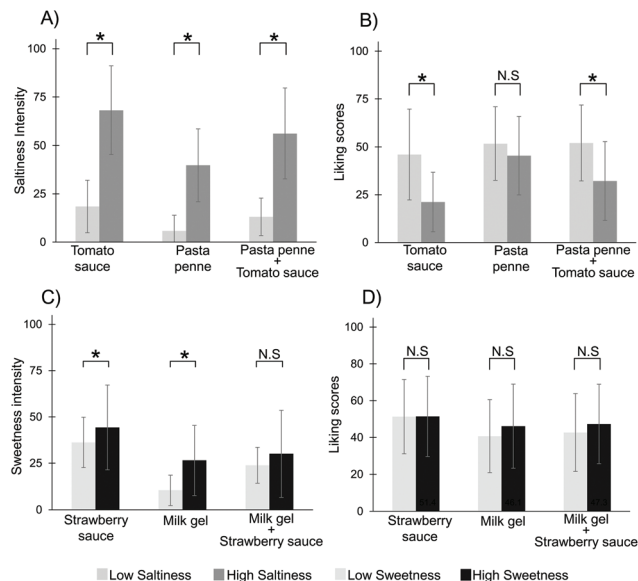 A)
100
75
50
25
0
Saltiness Intensity
*
*
*
Tomato
sauce
Pasta
penne
Pasta penne
+
Tomato sauce
B)
100
75
50
25
0
Liking scores
*
N.S
*
Tomato
sauce
Pasta
penne
Pasta penne
+
Tomato sauce
C)
100
75
50
25
0
Sweetness intensity
*
*
N.S
Strawberry
sauce
Milk gel
Milk gel
+
Strawberry sauce
D)
100
80
60
40
20
0
Liking scores
N.S
N.S
N.S
Strawberry
sauce
Milk gel
Milk gel
+
Strawberry sauce
Low Saltiness
High Saltiness
Low Sweetness
High Sweetness